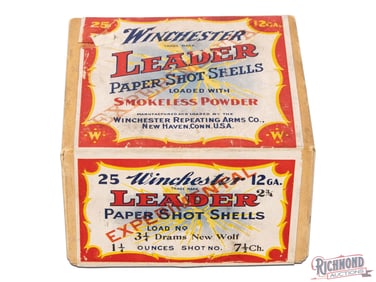 25 12 GA.
WINCHESTER
TRADE MARK
LEADER
PAPER SHOT SHELLS
LOADED WITH
SMOKELESS POWDER
MANUFACTURED AND LOADED BY THE
WINCHESTER REPEATING ARMS CO.,
NEW HAVEN, CONN. U.S.A.
EXPERIMENTAL
W W
25 Winchester 12 GA.
TRADE MARK
2¾
LEADER
PAPER SHOT SHELLS
EXPERIMENTAL
LOAD NO
3¼ Drams New Wolf
1¼ OUNCES SHOT NO. 7½ Ch.
RICHMOND
AUCTIONS